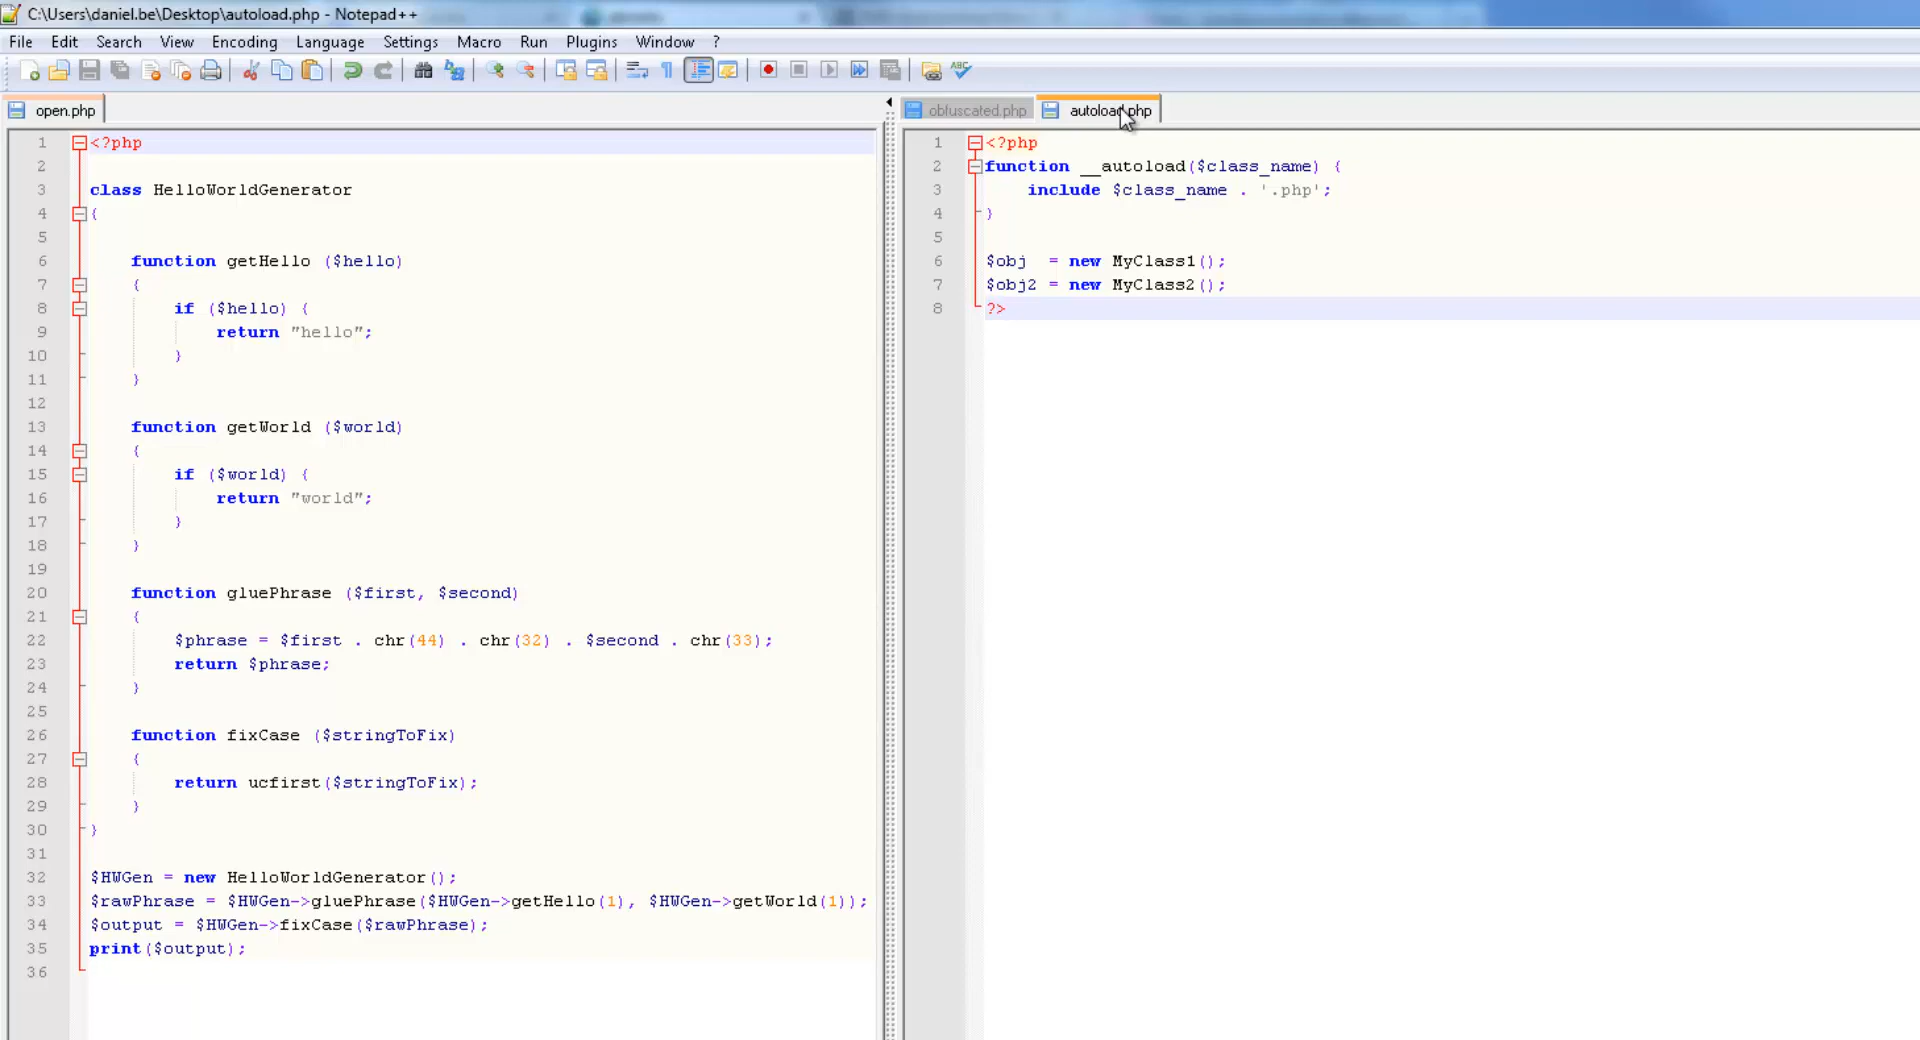 C:\Users\daniel.be\Desktop\autoload.php - Notepad++
File Edit Search View Encoding Language Settings Macro Run Plugins Window ?
open.php
1 <?php
2
3 class HelloWorldGenerator
4 {
5
6 function getHello ($hello)
7 {
8 if ($hello) {
9 return "hello";
10 }
11 }
12
13 function getWorld ($world)
14 {
15 if ($world) {
16 return "world";
17 }
18 }
19
20 function gluePhrase ($first, $second)
21 {
22 $phrase = $first . chr(44) . chr(32) . $second . chr(33);
23 return $phrase;
24 }
25
26 function fixCase ($stringToFix)
27 {
28 return ucfirst($stringToFix);
29 }
30 }
31
32 $HWGen = new HelloWorldGenerator();
33 $rawPhrase = $HWGen->gluePhrase($HWGen->getHello(1), $HWGen->getWorld(1));
34 $output = $HWGen->fixCase($rawPhrase);
35 print($output);
36
obfuscated.php autoload.php
1 <?php
2 function __autoload($class_name) {
3 include $class_name . '.php';
4 }
5
6 $obj  = new MyClass1();
7 $obj2 = new MyClass2();
8 ?>